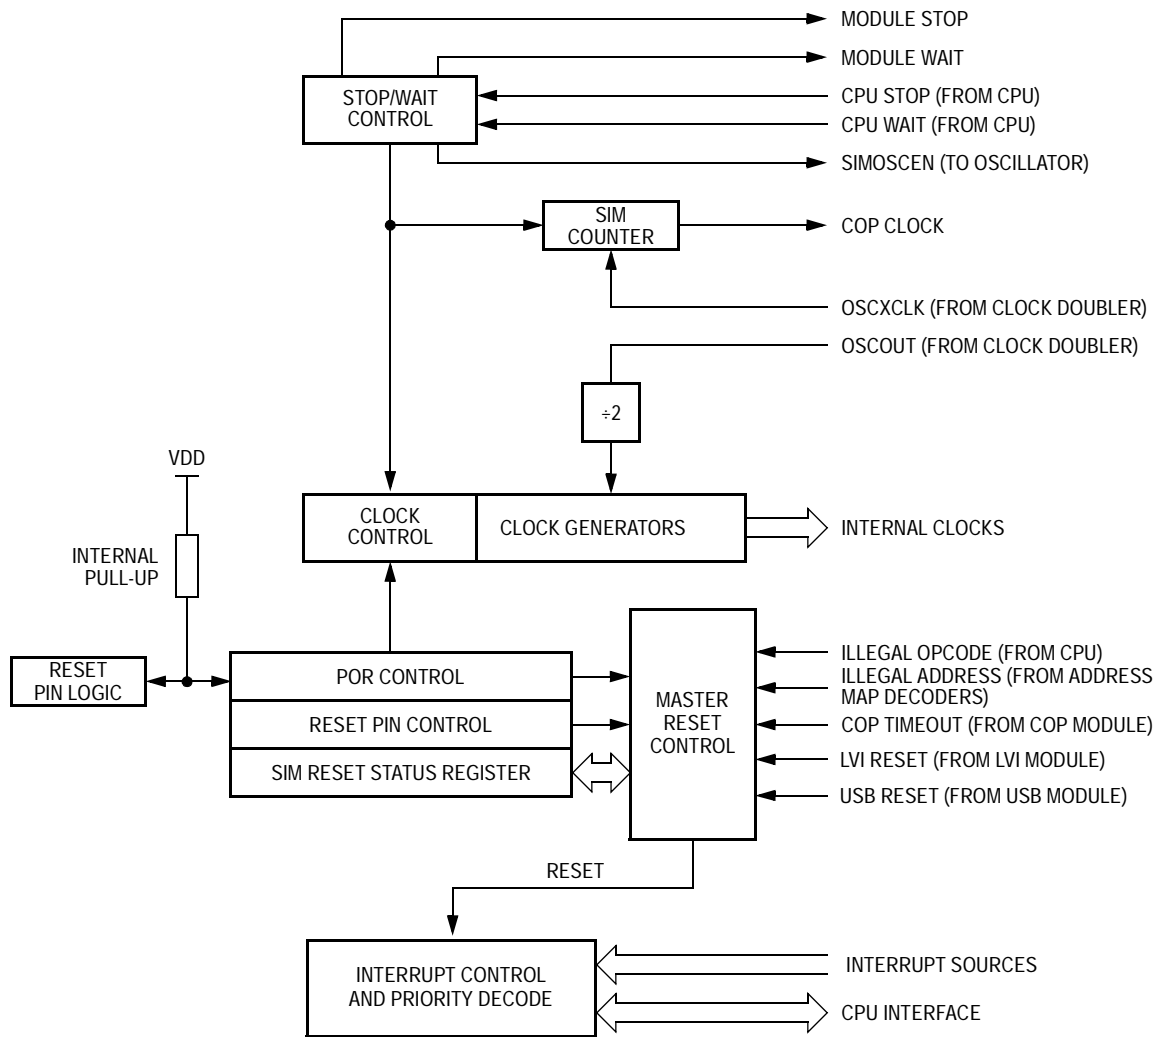 MODULE STOP
MODULE WAIT
STOP/WAIT
CONTROL
CPU STOP (FROM CPU)
CPU WAIT (FROM CPU)
SIMOSCEN (TO OSCILLATOR)
SIM
COUNTER
COP CLOCK
OSCXCLK (FROM CLOCK DOUBLER)
OSCOUT (FROM CLOCK DOUBLER)
÷2
VDD
CLOCK
CONTROL
CLOCK GENERATORS
INTERNAL CLOCKS
INTERNAL
PULL-UP
RESET
PIN LOGIC
POR CONTROL
RESET PIN CONTROL
SIM RESET STATUS REGISTER
MASTER
RESET
CONTROL
ILLEGAL OPCODE (FROM CPU)
ILLEGAL ADDRESS (FROM ADDRESS
MAP DECODERS)
COP TIMEOUT (FROM COP MODULE)
LVI RESET (FROM LVI MODULE)
USB RESET (FROM USB MODULE)
RESET
INTERRUPT CONTROL
AND PRIORITY DECODE
INTERRUPT SOURCES
CPU INTERFACE